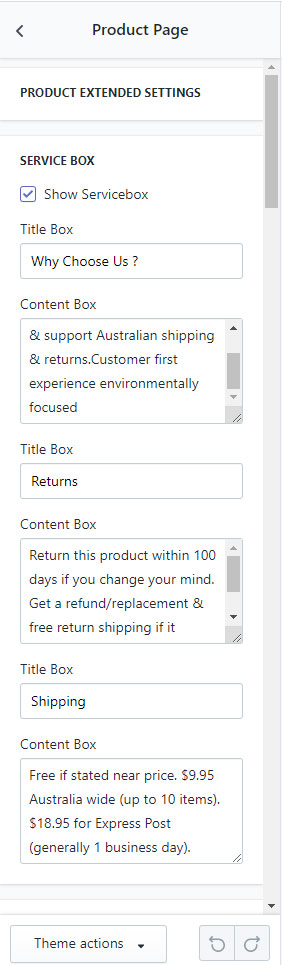 Product Page
PRODUCT EXTENDED SETTINGS
SERVICE BOX
Show Servicebox
Title Box
Why Choose Us ?
Content Box
& support Australian shipping
& returns.Customer first
experience environmentally
focused
Title Box
Returns
Content Box
Return this product within 100
days if you change your mind.
Get a refund/replacement &
free return shipping if it
Title Box
Shipping
Content Box
Free if stated near price. $9.95
Australia wide (up to 10 items).
$18.95 for Express Post
(generally 1 business day).
Theme actions